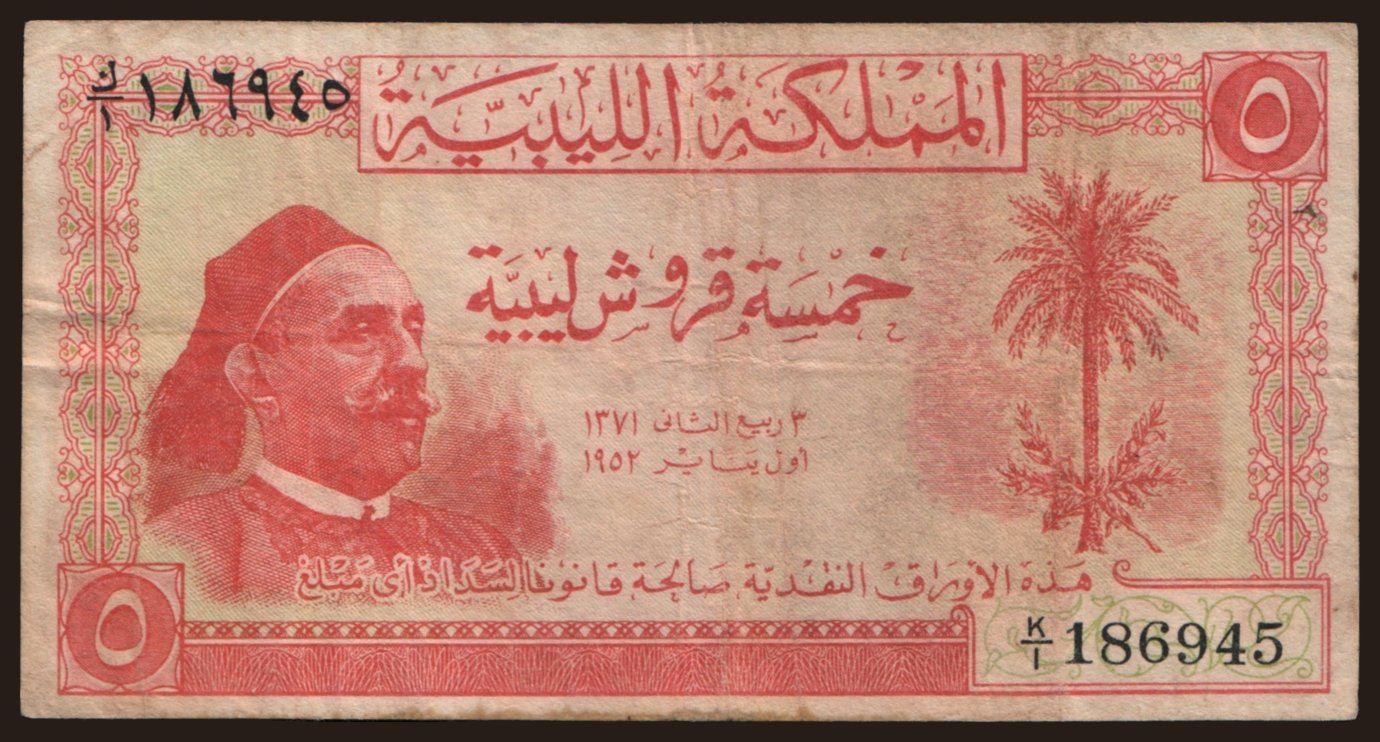 ك/١ ١٨٦٩٤٥
المملكة الليبية
٥
خمسة قروش ليبية
٣ ربيع الثانى ١٣٧١
أول يناير ١٩٥٢
هذه الأوراق النقدية صالحة قانونا لسداد أى مبلغ
٥
K/1 186945